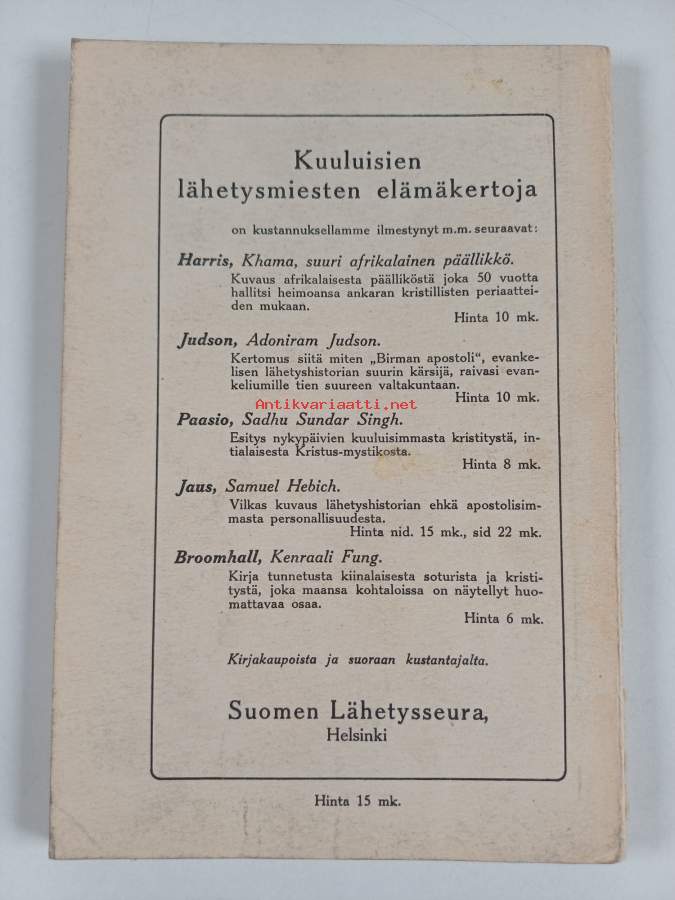 Kuuluisien
lähetysmiesten elämäkertoja
on kustannuksellamme ilmestynyt m.m. seuraavat:
Harris, Khama, suuri afrikalainen päällikkö.
Kuvaus afrikalaisesta päälliköstä joka 50 vuotta
hallitsi heimoansa ankaran kristillisten periaattei-
den mukaan.
Hinta 10 mk.
Judson, Adoniram Judson.
Kertomus siitä miten „Birman apostoli“, evanke-
lisen lähetyshistorian suurin kärsijä, raivasi evan-
keliumille tien suureen valtakuntaan.
Hinta 10 mk.
Antikvariaatti.net
Paasio, Sadhu Sundar Singh.
Esitys nykypäivien kuuluisimmasta kristitystä, in-
tialaisesta Kristus-mystikosta.
Hinta 8 mk.
Jaus, Samuel Hebich.
Vilkas kuvaus lähetyshistorian ehkä apostolisim-
masta personallisuudesta.
Hinta nid. 15 mk., sid 22 mk.
Broomhall, Kenraali Fung.
Kirja tunnetusta kiinalaisesta soturista ja kristi-
tystä, joka maansa kohtaloissa on näytellyt huo-
mattavaa osaa.
Hinta 6 mk.
Kirjakaupoista ja suoraan kustantajalta.
Suomen Lähetysseura,
Helsinki
Hinta 15 mk.